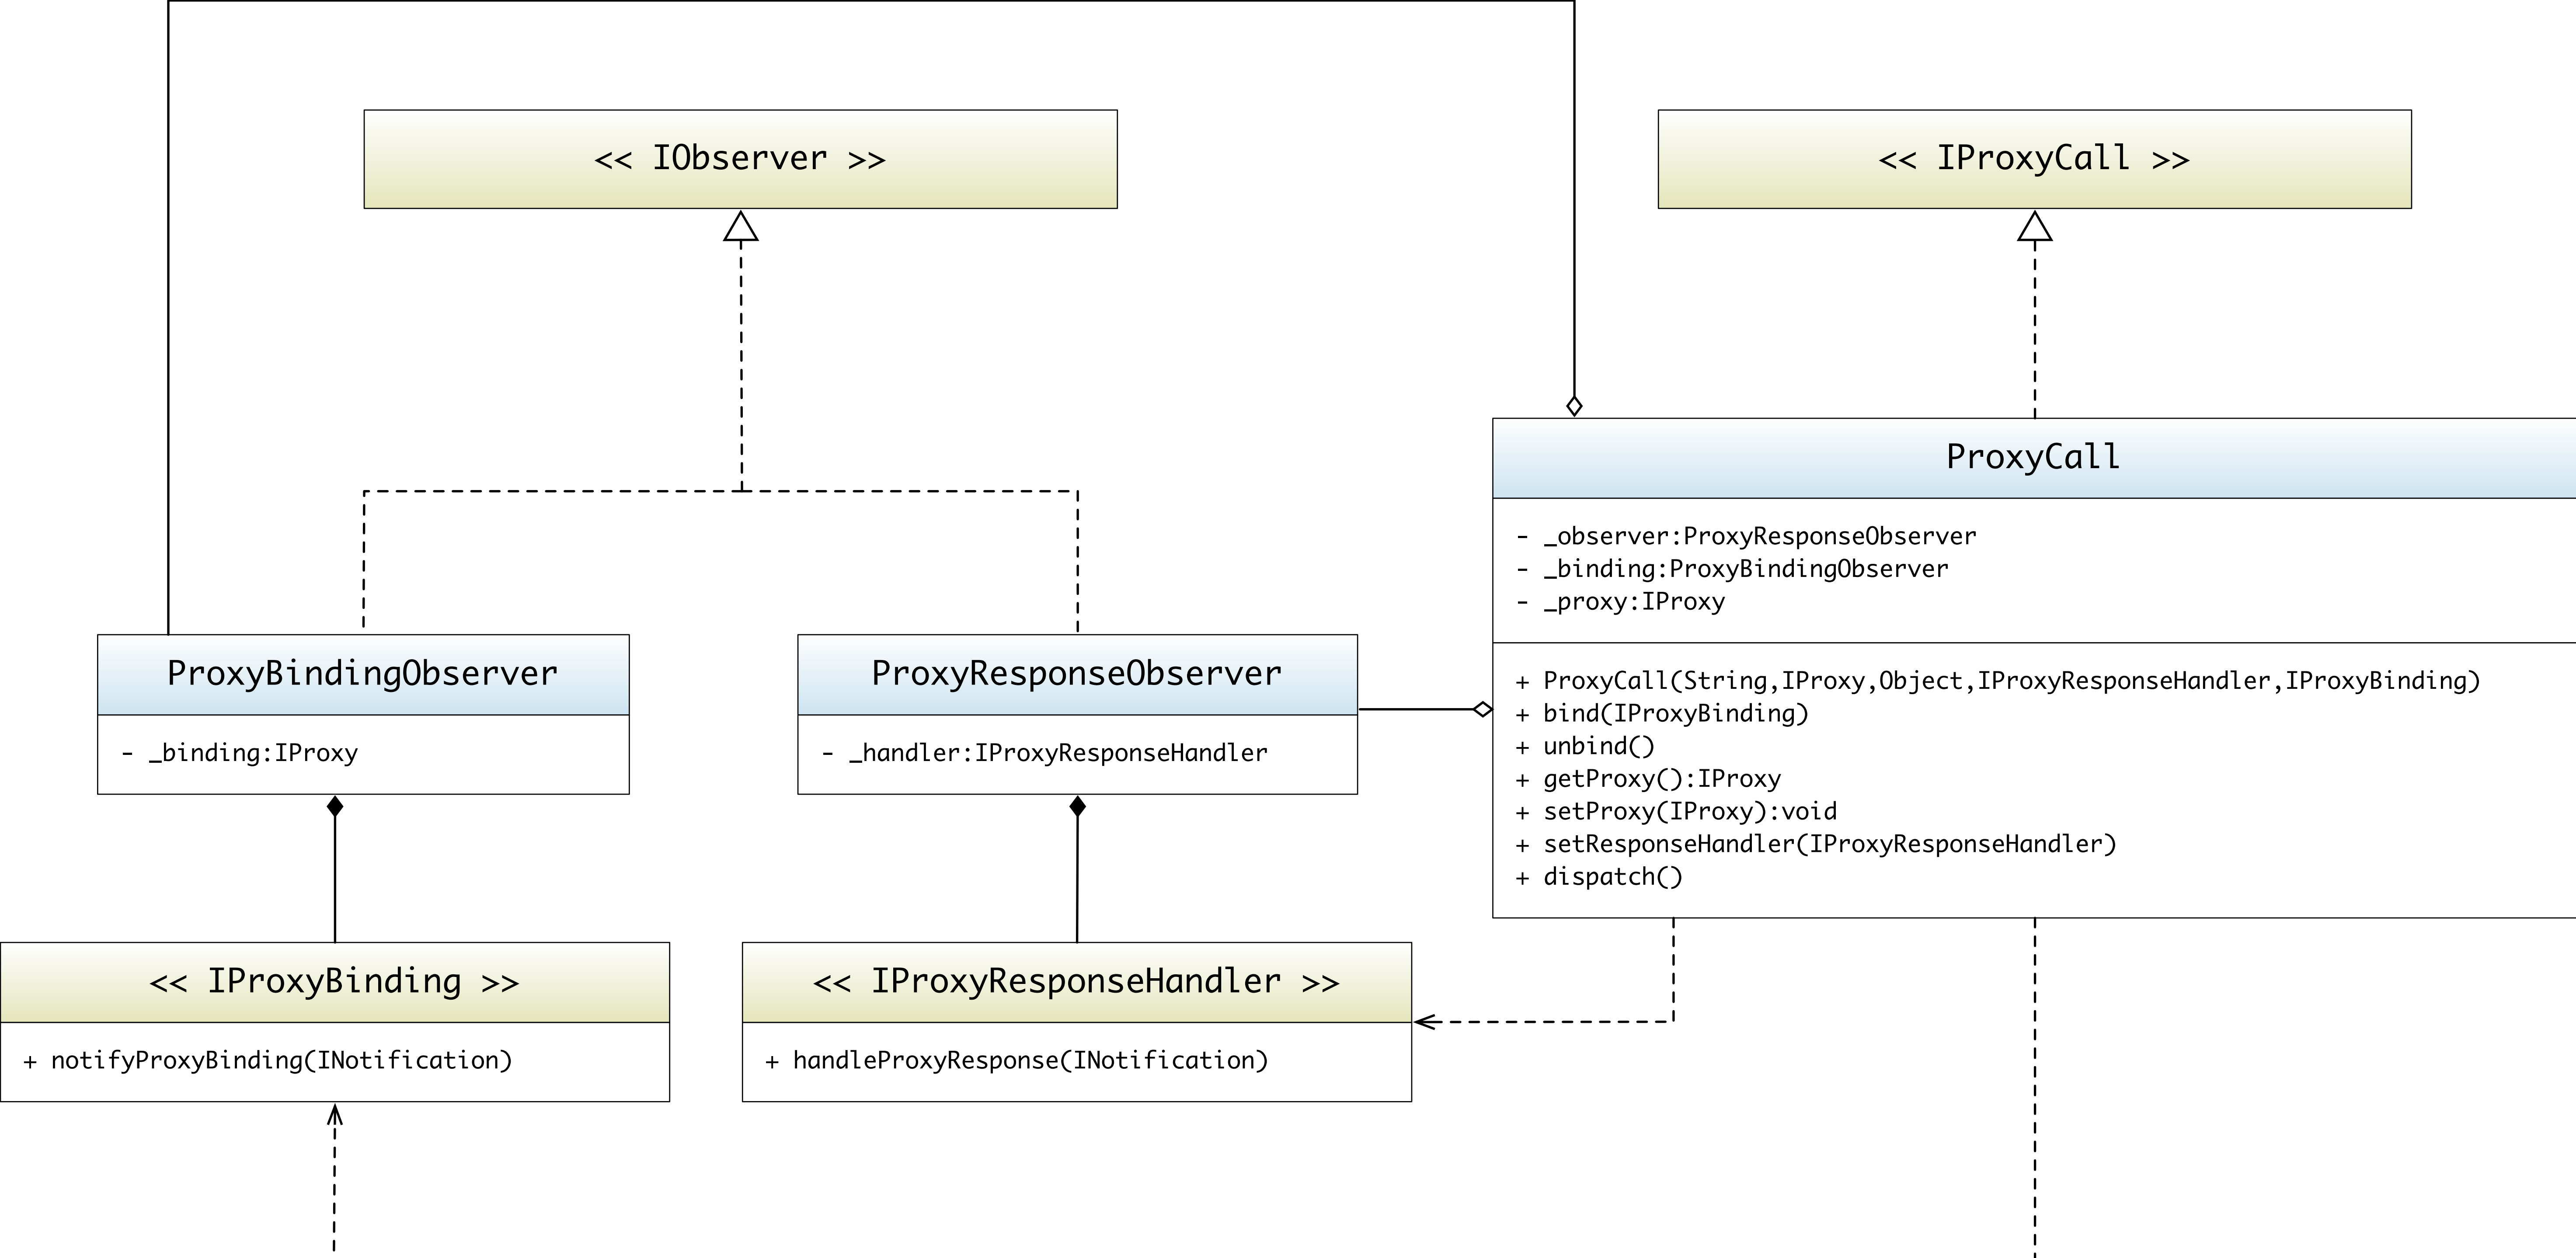 << IObserver >>
<< IProxyCall >>
ProxyCall
- _observer:ProxyResponseObserver
- _binding:ProxyBindingObserver
- _proxy:IProxy
+ ProxyCall(String,IProxy,Object,IProxyResponseHandler,IProxyBinding)
+ bind(IProxyBinding)
+ unbind()
+ getProxy():IProxy
+ setProxy(IProxy):void
+ setResponseHandler(IProxyResponseHandler)
+ dispatch()
ProxyBindingObserver
- _binding:IProxy
ProxyResponseObserver
- _handler:IProxyResponseHandler
<< IProxyBinding >>
+ notifyProxyBinding(INotification)
<< IProxyResponseHandler >>
+ handleProxyResponse(INotification)